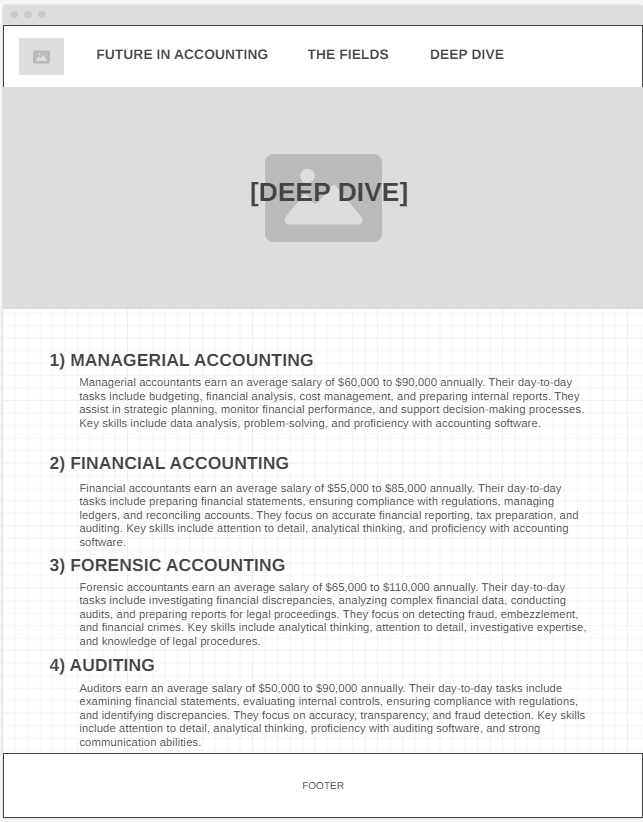 FUTURE IN ACCOUNTING THE FIELDS DEEP DIVE
[DEEP DIVE]
1) MANAGERIAL ACCOUNTING
Managerial accountants earn an average salary of $60,000 to $90,000 annually. Their day-to-day
tasks include budgeting, financial analysis, cost management, and preparing internal reports. They
assist in strategic planning, monitor financial performance, and support decision-making processes.
Key skills include data analysis, problem-solving, and proficiency with accounting software.
2) FINANCIAL ACCOUNTING
Financial accountants earn an average salary of $55,000 to $85,000 annually. Their day-to-day
tasks include preparing financial statements, ensuring compliance with regulations, managing
ledgers, and reconciling accounts. They focus on accurate financial reporting, tax preparation, and
auditing. Key skills include attention to detail, analytical thinking, and proficiency with accounting
software.
3) FORENSIC ACCOUNTING
Forensic accountants earn an average salary of $65,000 to $110,000 annually. Their day-to-day
tasks include investigating financial discrepancies, analyzing complex financial data, conducting
audits, and preparing reports for legal proceedings. They focus on detecting fraud, embezzlement,
and financial crimes. Key skills include analytical thinking, attention to detail, investigative expertise,
and knowledge of legal procedures.
4) AUDITING
Auditors earn an average salary of $50,000 to $90,000 annually. Their day-to-day tasks include
examining financial statements, evaluating internal controls, ensuring compliance with regulations,
and identifying discrepancies. They focus on accuracy, transparency, and fraud detection. Key skills
include attention to detail, analytical thinking, proficiency with auditing software, and strong
communication abilities.
FOOTER